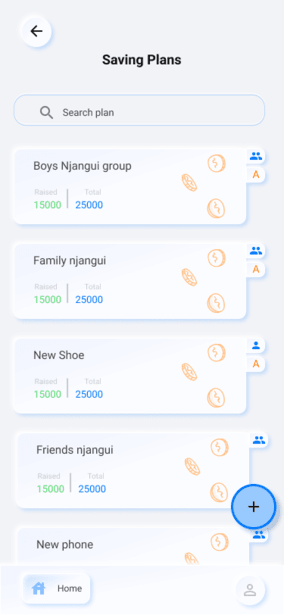 Saving Plans
Search plan
Boys Njangui group
Raised Total
15000 25000
A
Family njangui
Raised Total
15000 25000
A
New Shoe
Raised Total
15000 25000
A
Friends njangui
Raised Total
15000 25000
New phone
Home